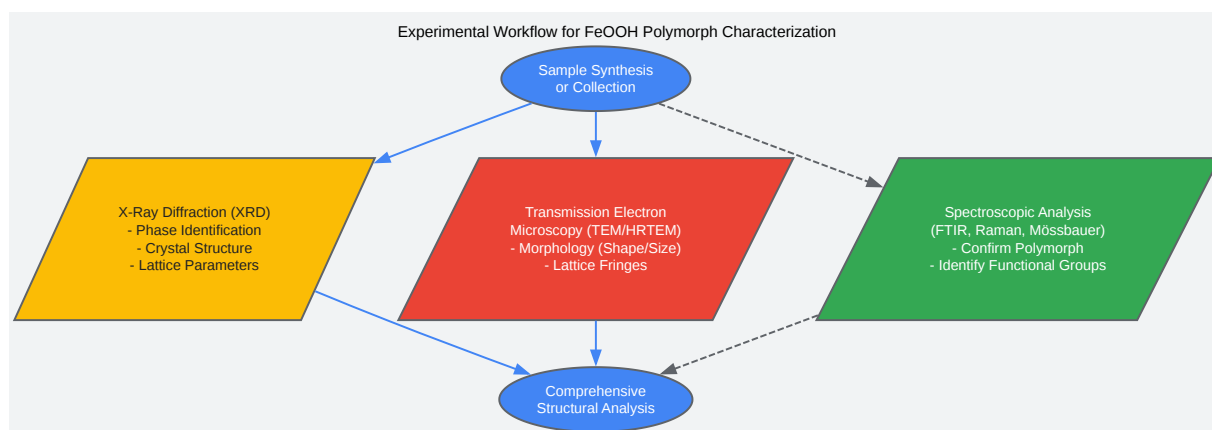 Experimental Workflow for FeOOH Polymorph Characterization
Sample Synthesis
or Collection
X-Ray Diffraction (XRD)
- Phase Identification
- Crystal Structure
- Lattice Parameters
Transmission Electron
Microscopy (TEM/HRTEM)
- Morphology (Shape/Size)
- Lattice Fringes
Spectroscopic Analysis
(FTIR, Raman, Mössbauer)
- Confirm Polymorph
- Identify Functional Groups
Comprehensive
Structural Analysis